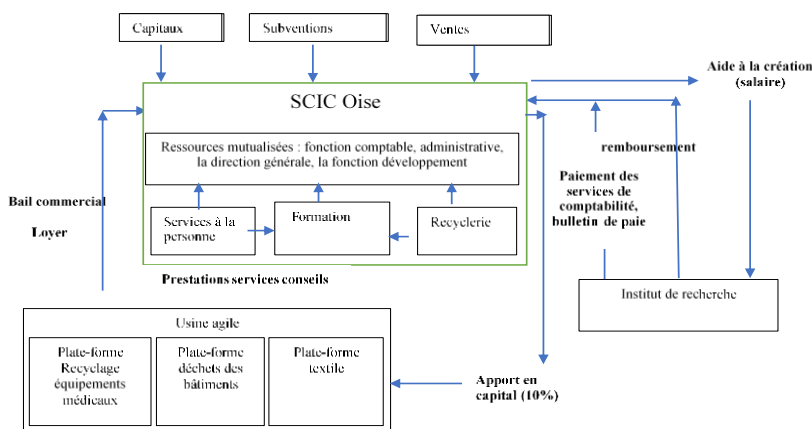 Capitaux
Subventions
Ventes
Aide à la création
(salaire)
SCIC Oise
Ressources mutualisées : fonction comptable, administrative,
la direction générale, la fonction développement
remboursement
Paiement des
services de
comptabilité,
bulletin de paie
Bail commercial
Loyer
Services à la
personne
Formation
Recyclerie
Prestations services conseils
Institut de recherche
Usine agile
Plate-forme
Recyclage
équipements
médicaux
Plate-forme
déchets des
bâtiments
Plate-forme
textile
Apport en
capital (10%)